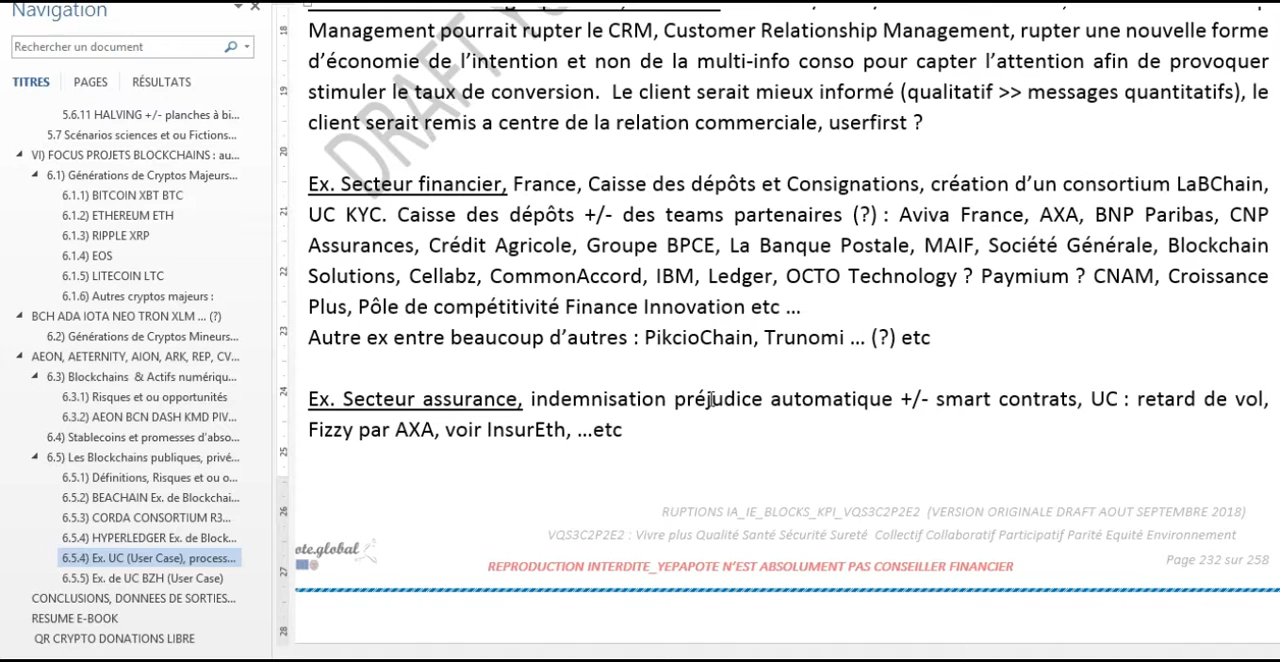 Navigation
Rechercher un document
TITRES PAGES RÉSULTATS
5.6.11 HALVING +/- planches à bi...
5.7 Scénarios sciences et ou Fictions...
VI) FOCUS PROJETS BLOCKCHAINS : au...
6.1) Générations de Cryptos Majeurs...
6.1.1) BITCOIN XBT BTC
6.1.2) ETHEREUM ETH
6.1.3) RIPPLE XRP
6.1.4) EOS
6.1.5) LITECOIN LTC
6.1.6) Autres cryptos majeurs :
BCH ADA IOTA NEO TRON XLM ... (?)
6.2) Générations de Cryptos Mineurs...
AEON, AETERNITY, AION, ARK, REP, CV...
6.3) Blockchains & Actifs numériqu...
6.3.1) Risques et ou opportunités
6.3.2) AEON BCN DASH KMD PIV...
6.4) Stablecoins et promesses d'abso...
6.5) Les Blockchains publiques, privé...
6.5.1) Définitions, Risques et ou o...
6.5.2) BEACHAIN Ex. de Blockchai...
6.5.3) CORDA CONSORTIUM R3...
6.5.4) HYPERLEDGER Ex. de Block...
6.5.4) Ex. UC (User Case), process...
6.5.5) Ex. de UC BZH (User Case)
CONCLUSIONS, DONNEES DE SORTIES...
RESUME E-BOOK
QR CRYPTO DONATIONS LIBRE
18
19
20
21
22
23
24
25
26
27
28
DRAFT
Management pourrait rupter le CRM, Customer Relationship Management, rupter une nouvelle forme
d'économie de l'intention et non de la multi-info conso pour capter l'attention afin de provoquer
stimuler le taux de conversion. Le client serait mieux informé (qualitatif >> messages quantitatifs), le
client serait remis a centre de la relation commerciale, userfirst ?
Ex. Secteur financier, France, Caisse des dépôts et Consignations, création d'un consortium LaBChain,
UC KYC. Caisse des dépôts +/- des teams partenaires (?) : Aviva France, AXA, BNP Paribas, CNP
Assurances, Crédit Agricole, Groupe BPCE, La Banque Postale, MAIF, Société Générale, Blockchain
Solutions, Cellabz, CommonAccord, IBM, Ledger, OCTO Technology ? Paymium ? CNAM, Croissance
Plus, Pôle de compétitivité Finance Innovation etc ...
Autre ex entre beaucoup d'autres : PikcioChain, Trunomi ... (?) etc
Ex. Secteur assurance, indemnisation préjudice automatique +/- smart contrats, UC : retard de vol,
Fizzy par AXA, voir InsurEth, ...etc
RUPTIONS IA_IE_BLOCKS_KPI_VQS3C2P2E2 (VERSION ORIGINALE DRAFT AOUT SEPTEMBRE 2018)
VQS3C2P2E2 : Vivre plus Qualité Santé Sécurité Sureté Collectif Collaboratif Participatif Parité Equité Environnement
ote.global
Page 232 sur 258
REPRODUCTION INTERDITE_YEPAPOTE N'EST ABSOLUMENT PAS CONSEILLER FINANCIER